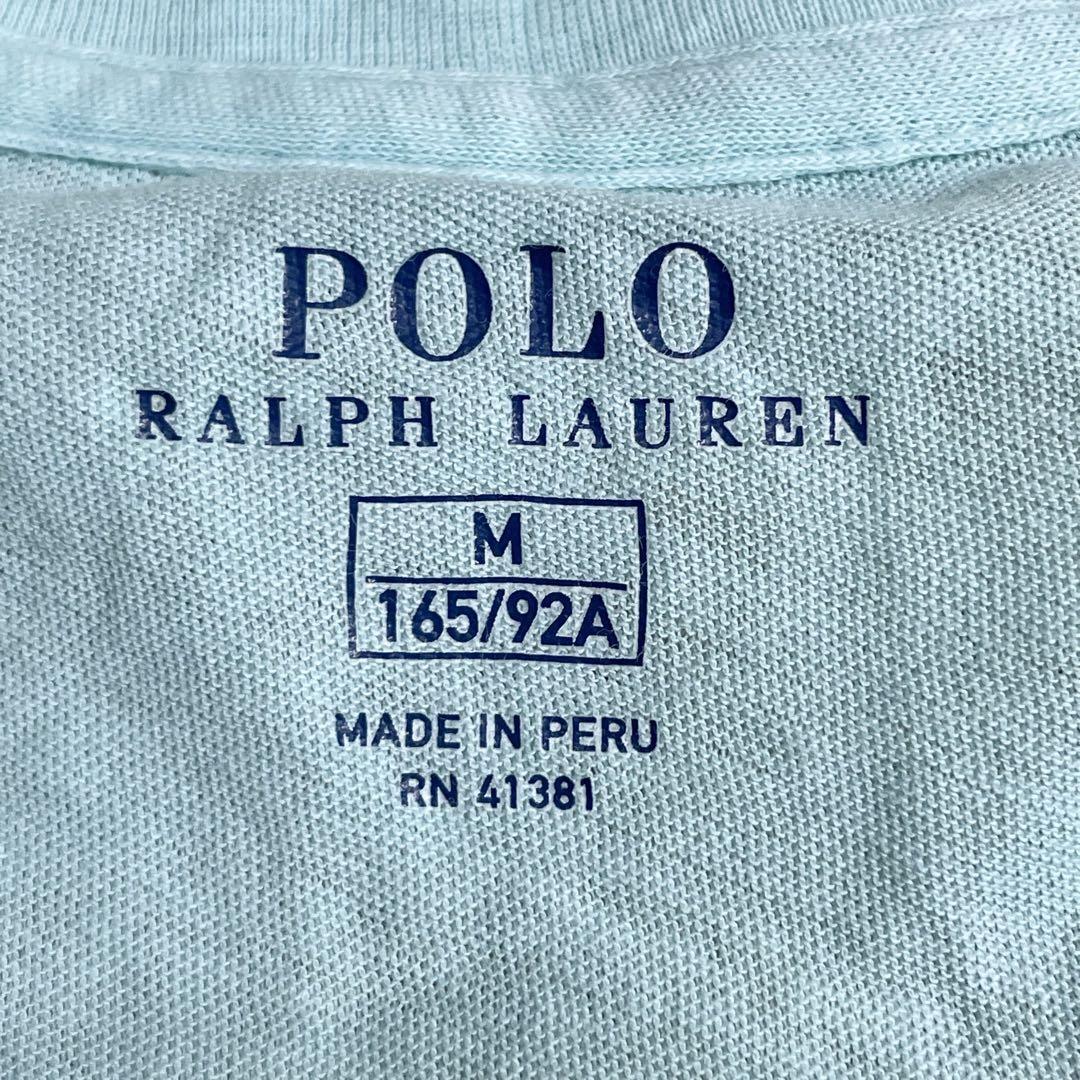 POLO
RALPH LAUREN
M
165/92A
MADE IN PERU
RN 41381